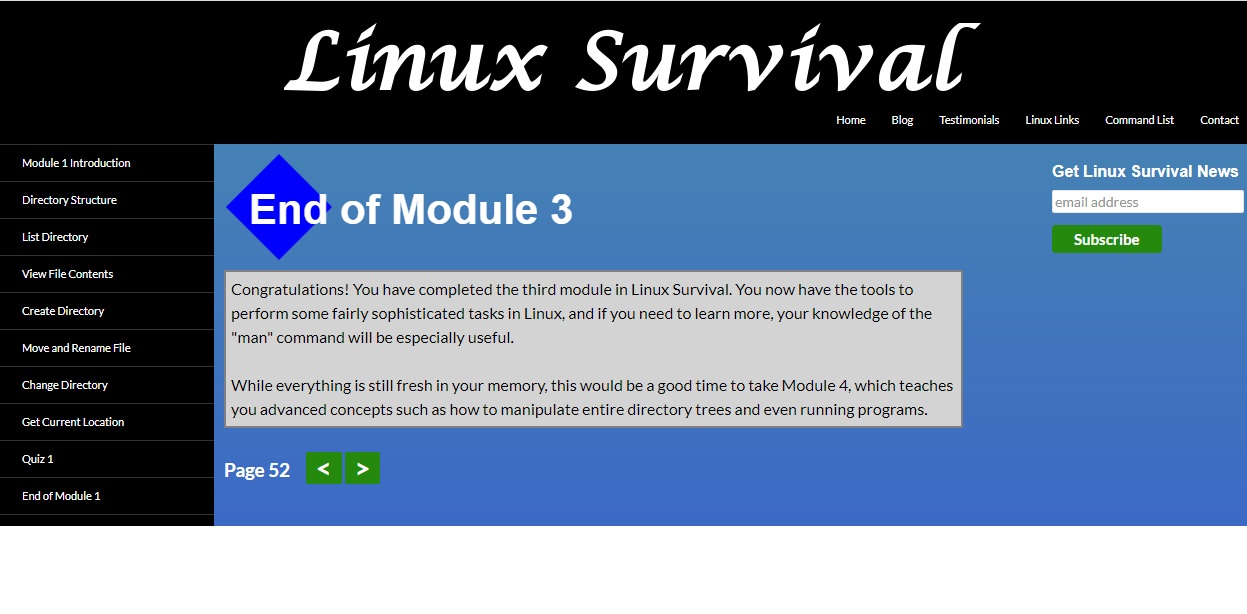 Linux Survival
Home Blog Testimonials Linux Links Command List Contact
Module 1 Introduction
Directory Structure
List Directory
View File Contents
Create Directory
Move and Rename File
Change Directory
Get Current Location
Quiz 1
End of Module 1
End of Module 3
Congratulations! You have completed the third module in Linux Survival. You now have the tools to
perform some fairly sophisticated tasks in Linux, and if you need to learn more, your knowledge of the
"man" command will be especially useful.
While everything is still fresh in your memory, this would be a good time to take Module 4, which teaches
you advanced concepts such as how to manipulate entire directory trees and even running programs.
Page 52 < >
Get Linux Survival News
email address
Subscribe